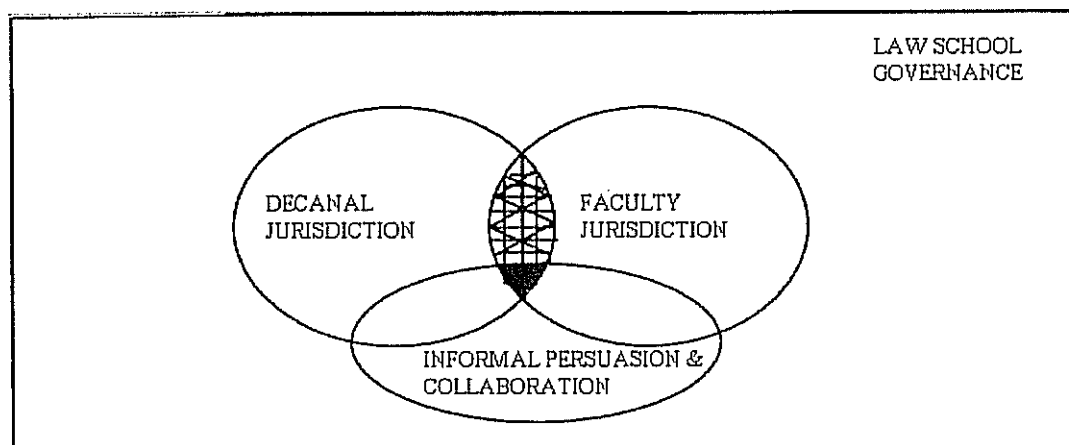 LAW SCHOOL
GOVERNANCE
DECANAL
JURISDICTION
FACULTY
JURISDICTION
INFORMAL PERSUASION &
COLLABORATION